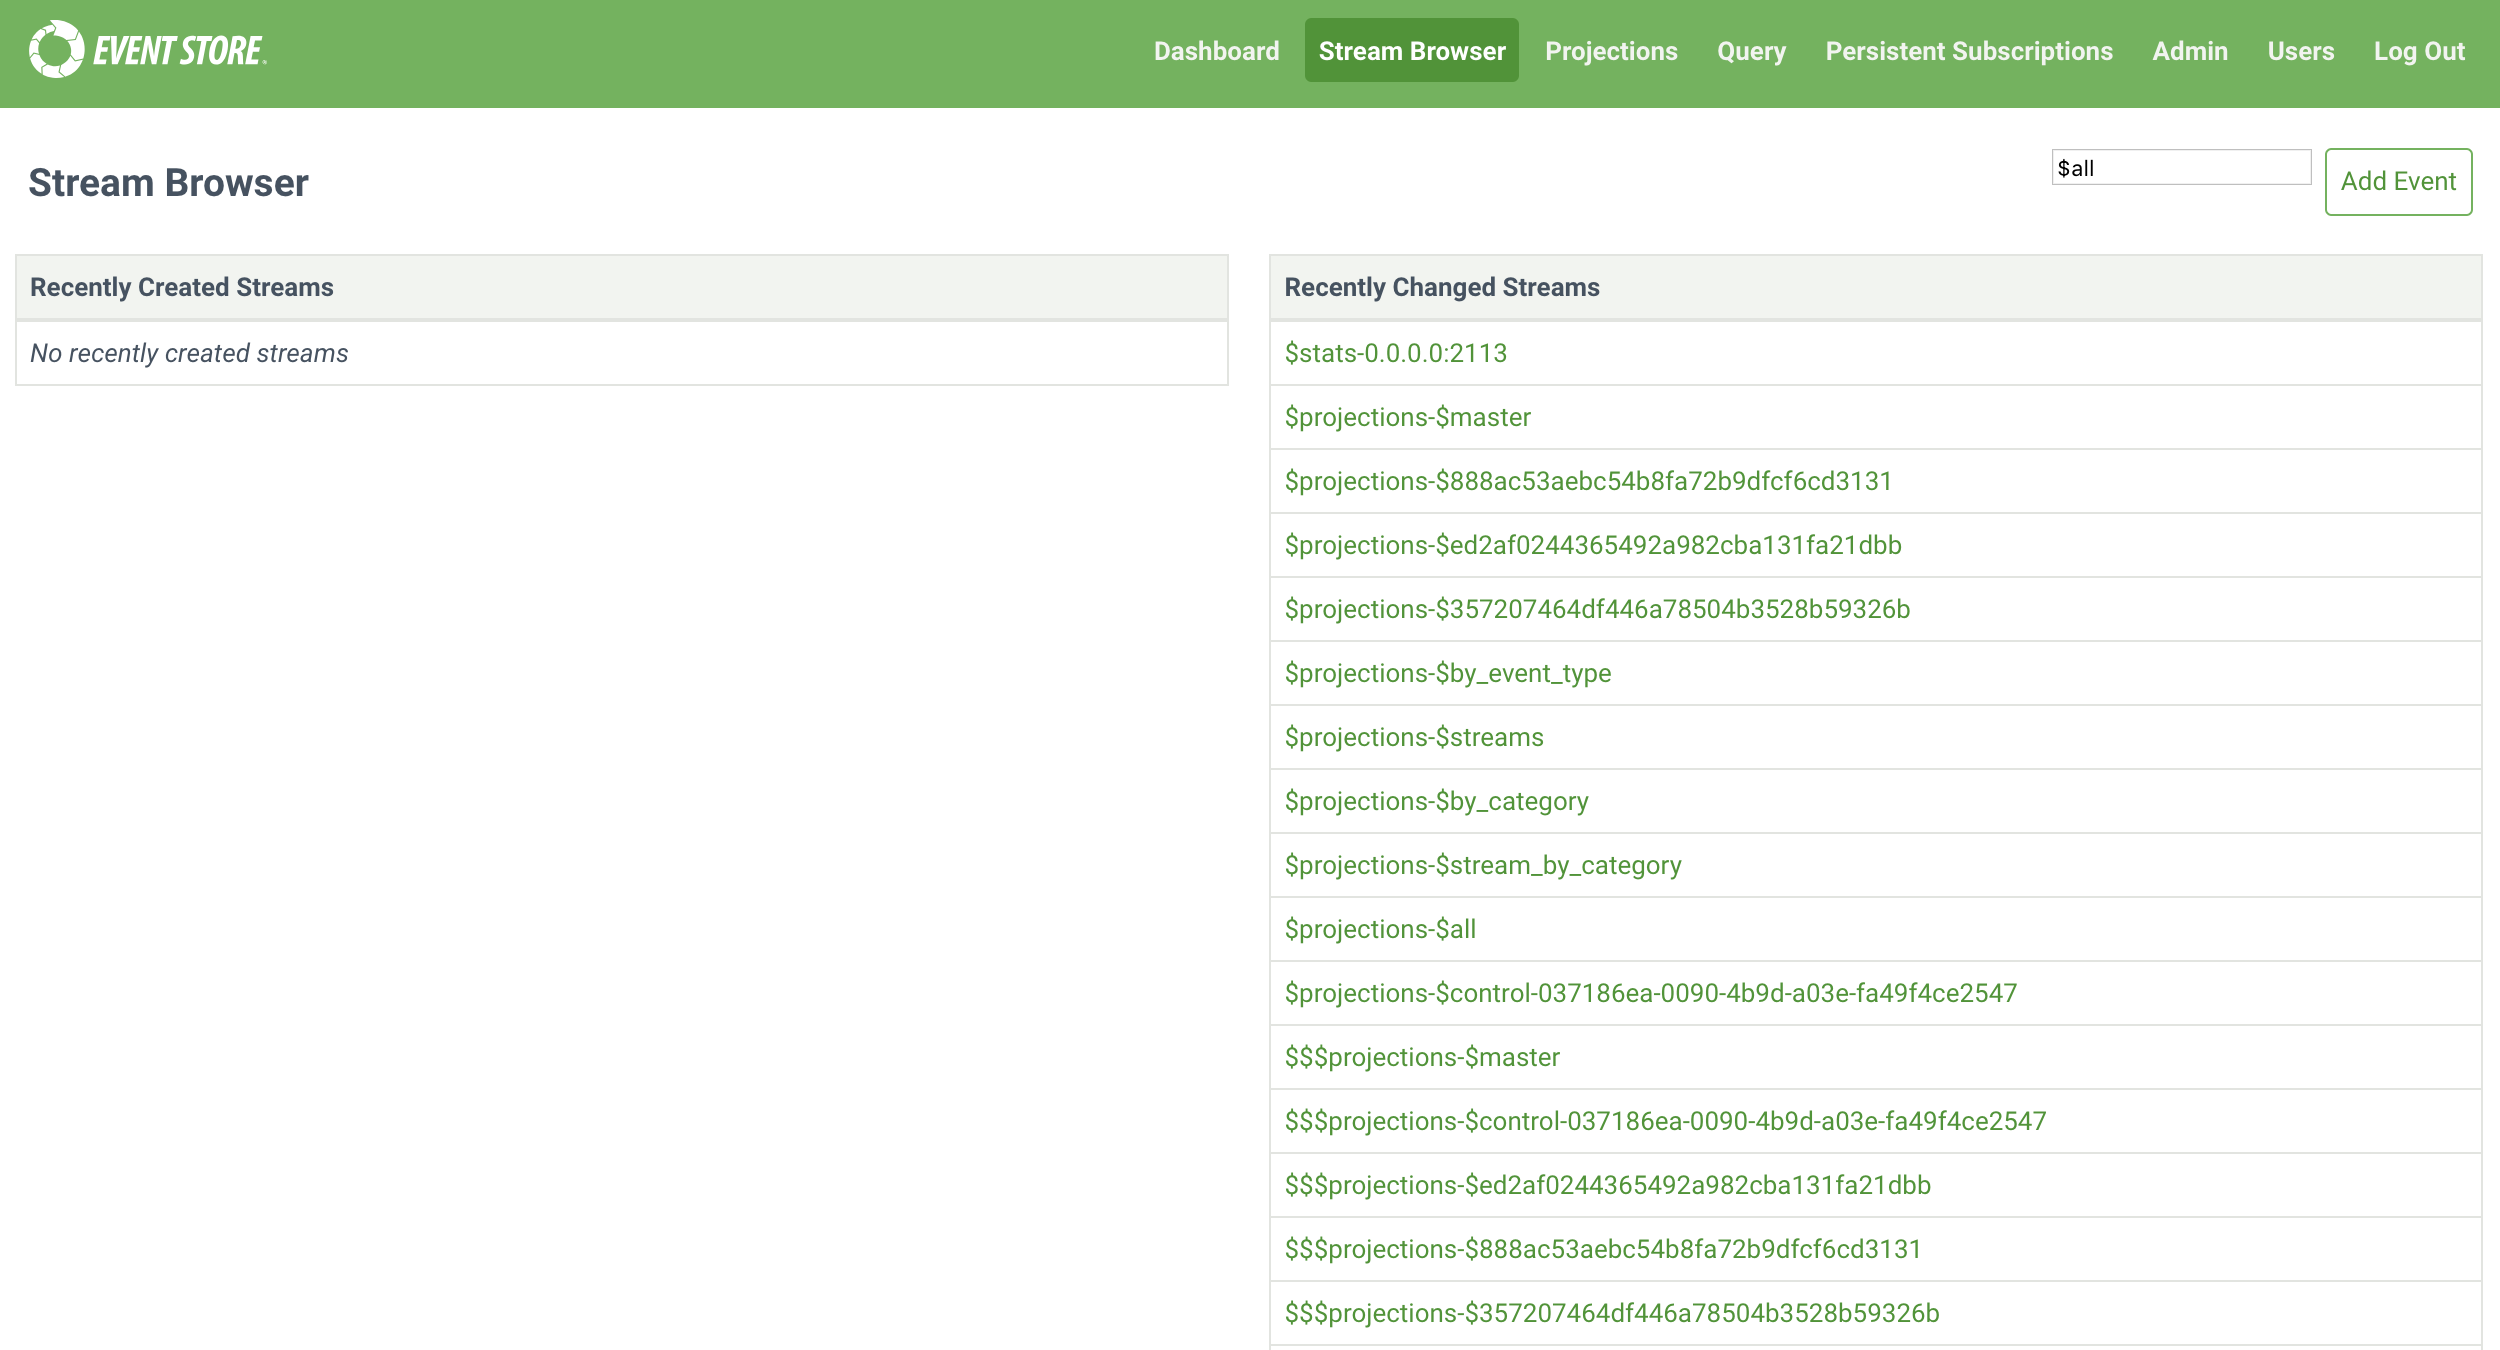 EVENT STORE
Dashboard Stream Browser Projections Query Persistent Subscriptions Admin Users Log Out
Stream Browser
$all
Add Event
Recently Created Streams
No recently created streams
Recently Changed Streams
$stats-0.0.0.0:2113
$projections-$master
$projections-$888ac53aebc54b8fa72b9dfcf6cd3131
$projections-$ed2af0244365492a982cba131fa21dbb
$projections-$357207464df446a78504b3528b59326b
$projections-$by_event_type
$projections-$streams
$projections-$by_category
$projections-$stream_by_category
$projections-$all
$projections-$control-037186ea-0090-4b9d-a03e-fa49f4ce2547
$$$projections-$master
$$$projections-$control-037186ea-0090-4b9d-a03e-fa49f4ce2547
$$$projections-$ed2af0244365492a982cba131fa21dbb
$$$projections-$888ac53aebc54b8fa72b9dfcf6cd3131
$$$projections-$357207464df446a78504b3528b59326b